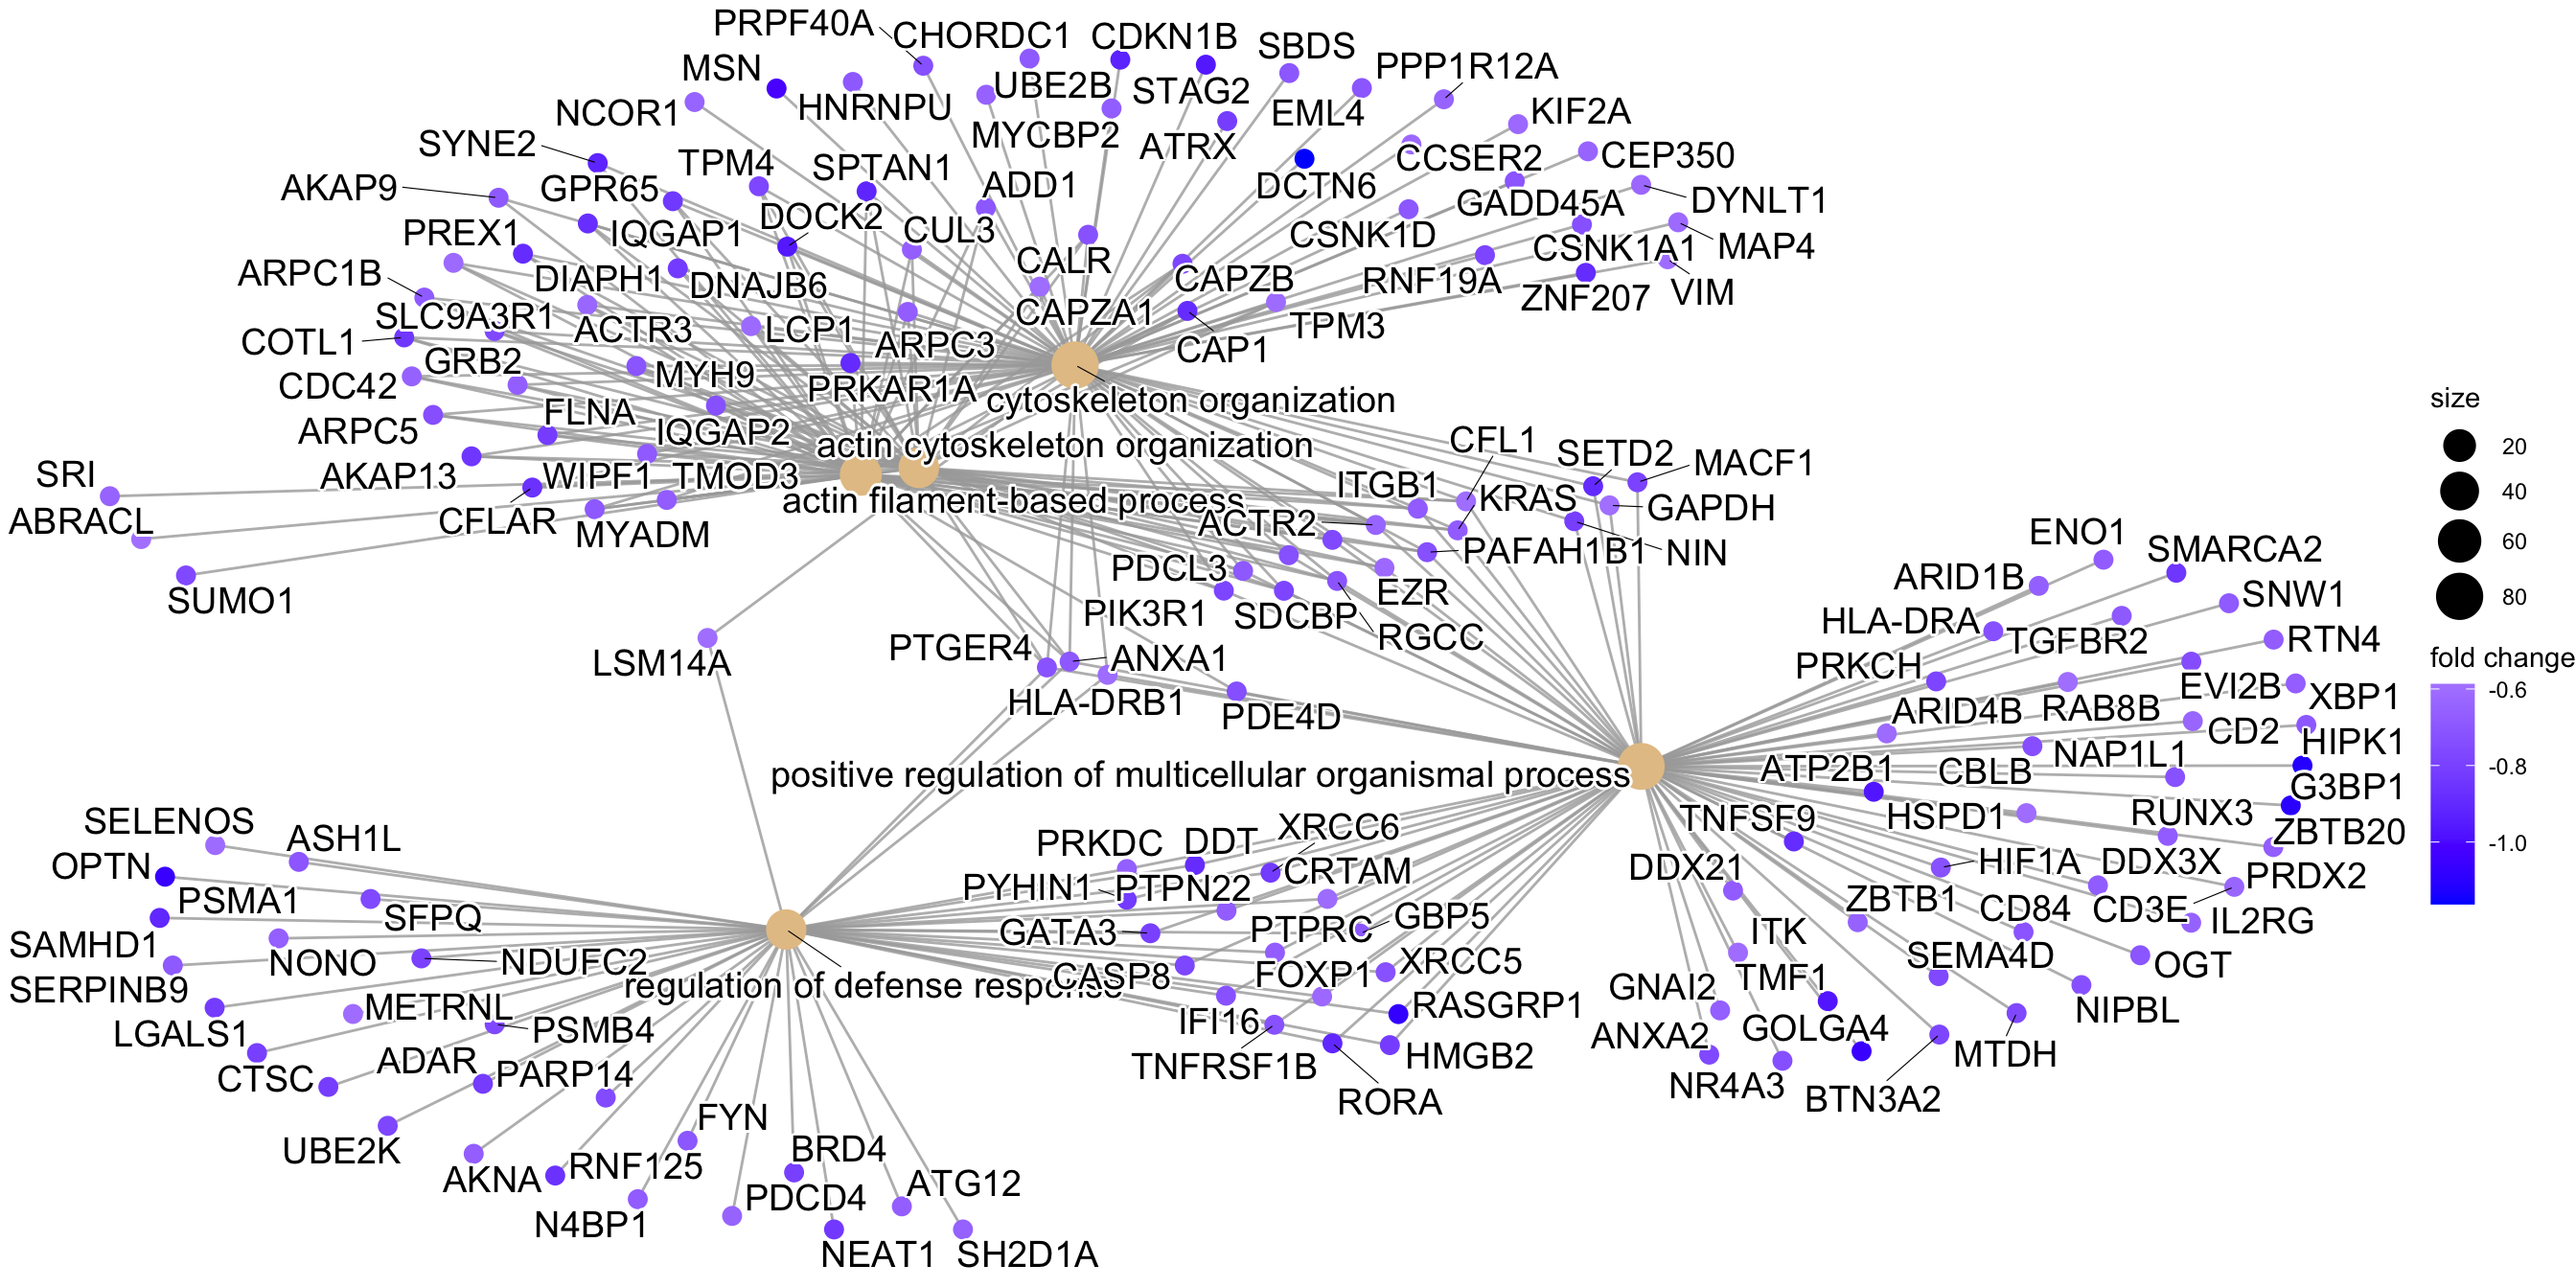 PRPF40A
CHORDC1
CDKN1B
SBDS
MSN
UBE2B
STAG2
PPP1R12A
NCOR1
HNRNPU
MYCBP2
ATRX
EML4
KIF2A
SYNE2
TPM4
SPTAN1
ADD1
DCTN6
CCSER2
CEP350
AKAP9
GPR65
DOCK2
CUL3
CSNK1D
GADD45A
DYNLT1
PREX1
IQGAP1
CALR
CAPZB
RNF19A
CSNK1A1
MAP4
ARPC1B
DIAPH1
DNAJB6
CAPZA1
TPM3
ZNF207
VIM
SLC9A3R1
ACTR3
LCP1
ARPC3
CAP1
COTL1
GRB2
MYH9
PRKAR1A
CDC42
FLNA
cytoskeleton organization
ARPC5
IQGAP2
actin cytoskeleton organization
AKAP13
WIPF1
TMOD3
actin filament-based process
SRI
ABRACL
CFLAR
MYADM
SUMO1
CFL1
SETD2
MACF1
ITGB1
KRAS
GAPDH
ACTR2
PAFAH1B1
NIN
PDCL3
EZR
PIK3R1
SDCBP
RGCC
LSM14A
PTGER4
ANXA1
HLA-DRB1
PDE4D
ENO1
SMARCA2
ARID1B
SNW1
HLA-DRA
TGFBR2
RTN4
PRKCH
EVI2B
XBP1
ARID4B
RAB8B
CD2
HIPK1
positive regulation of multicellular organismal process
ATP2B1
CBLB
NAP1L1
G3BP1
TNFSF9
HSPD1
RUNX3
ZBTB20
DDX21
HIF1A
DDX3X
PRDX2
ZBTB1
CD84
CD3E
IL2RG
ITK
SEMA4D
OGT
TMF1
GNAI2
NIPBL
ANXA2
GOLGA4
MTDH
NR4A3
BTN3A2
SELENOS
ASH1L
OPTN
PSMA1
SFPQ
SAMHD1
NONO
NDUFC2
SERPINB9
METRNL
LGALS1
PSMB4
CTSC
ADAR
PARP14
UBE2K
FYN
AKNA
RNF125
BRD4
N4BP1
PDCD4
ATG12
NEAT1
SH2D1A
regulation of defense response
PRKDC
DDT
XRCC6
PYHIN1
PTPN22
CRTAM
GATA3
PTPRC
GBP5
CASP8
FOXP1
XRCC5
IFI16
RASGRP1
TNFRSF1B
HMGB2
RORA
size
20
40
60
80
fold change
-0.6
-0.8
-1.0